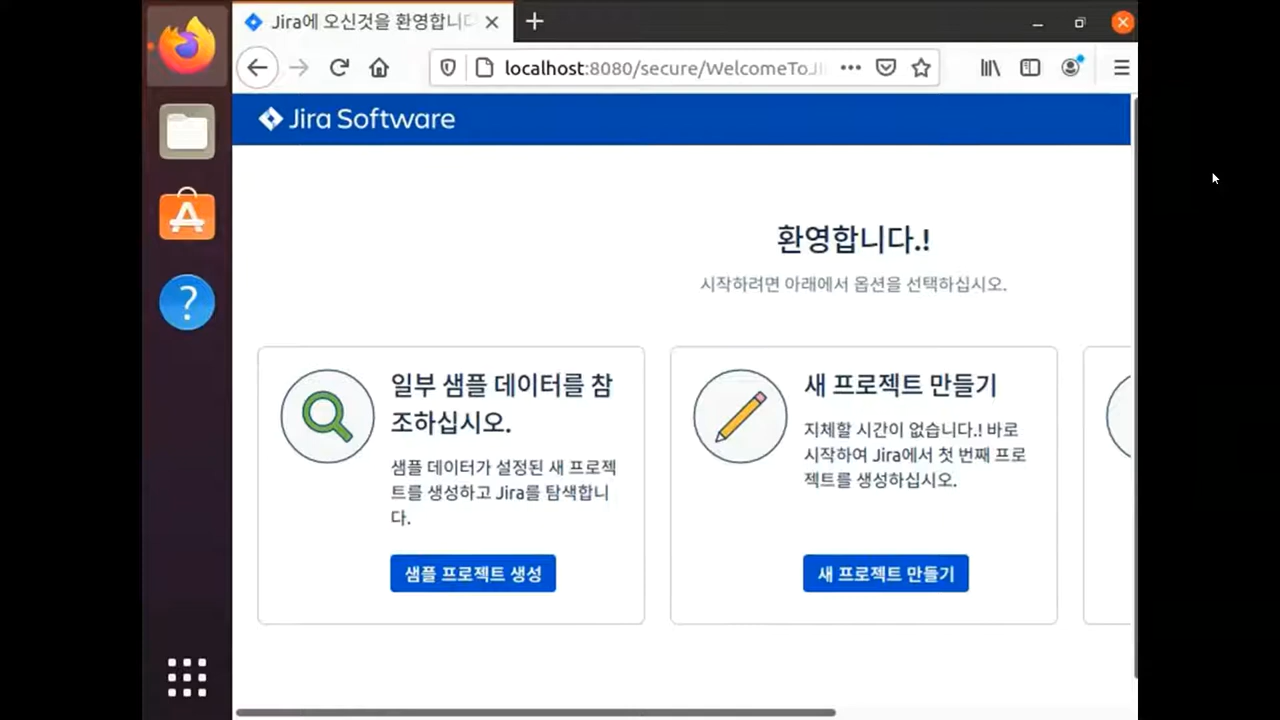 Jira에 오신것을 환영합니다
localhost:8080/secure/WelcomeToJi
Jira Software
환영합니다.!
시작하려면 아래에서 옵션을 선택하십시오.
일부 샘플 데이터를 참
조하십시오.
샘플 데이터가 설정된 새 프로젝
트를 생성하고 Jira를 탐색합니
다.
샘플 프로젝트 생성
새 프로젝트 만들기
지체할 시간이 없습니다.! 바로
시작하여 Jira에서 첫 번째 프로
젝트를 생성하십시오.
새 프로젝트 만들기